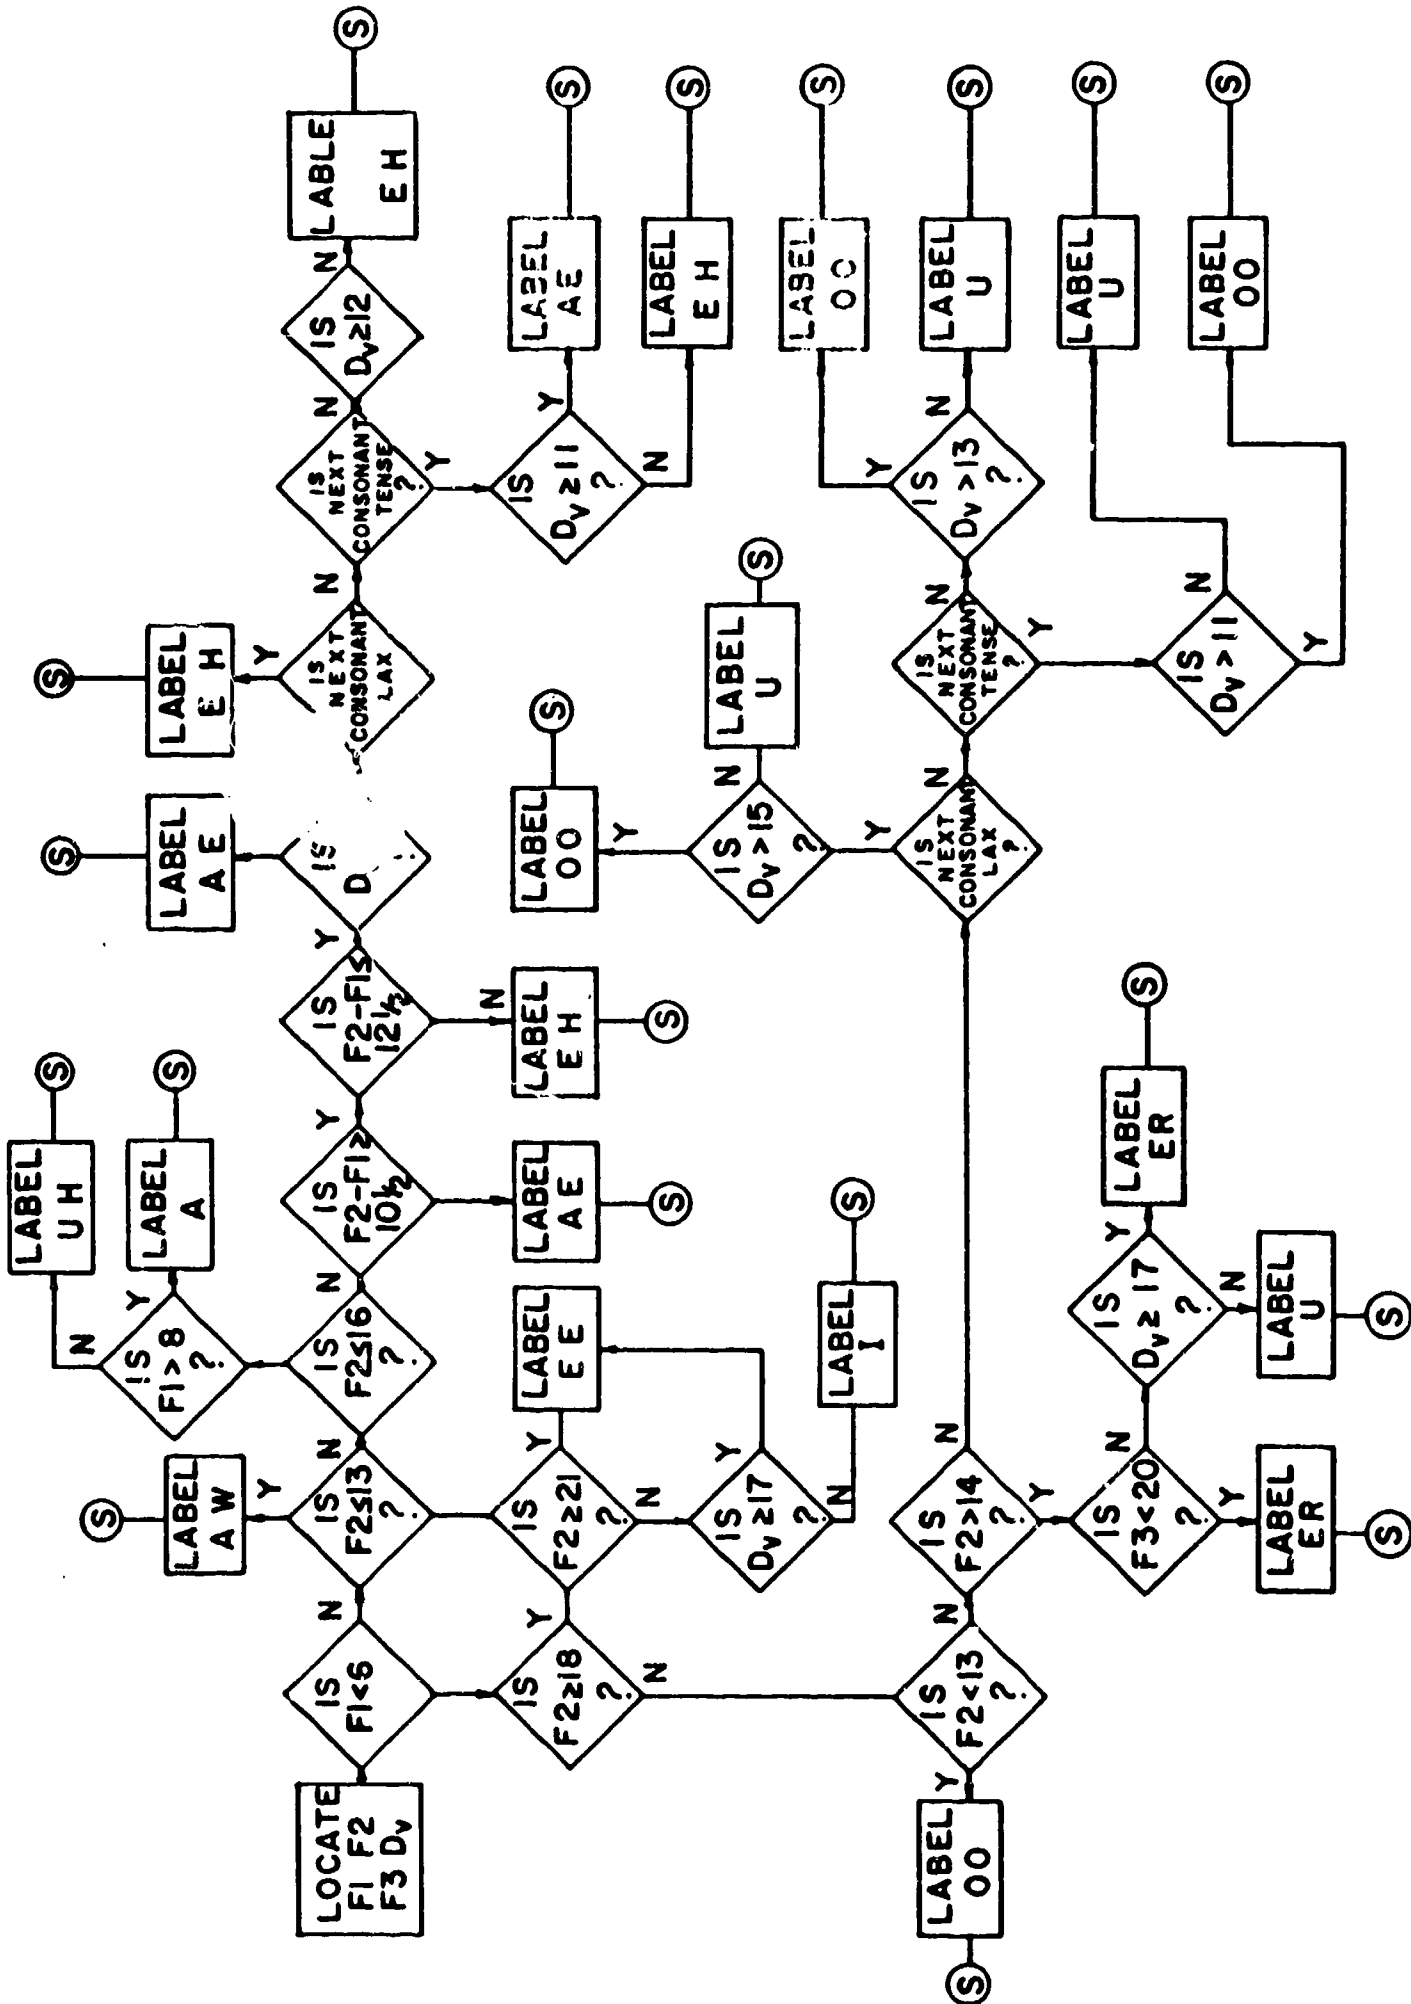 LOCATE
F1 F2
F3 Dv
IS
F1<6
N
IS
F2≤13
?
Y
LABEL
AW
S
N
IS
F2≤16
?
IS
F1>8
?
N
LABEL
UH
S
Y
LABEL
A
S
N
IS
F2-F1≥
10½
LABEL
AE
S
Y
IS
F2-F1≤
12½
N
LABEL
EH
S
Y
IS
D
LABEL
AE
S
IS
NEXT
CONSONANT
LAX
Y
LABEL
EH
S
N
IS
NEXT
CONSONANT
TENSE
?
N
IS
Dv≥12
N
LABLE
EH
S
Y
IS
Dv≥11
?
Y
LABEL
AE
S
N
LABEL
EH
S
IS
F2≥18
?
Y
IS
F2≥21
?
Y
LABEL
EE
N
IS
Dv≥17
?
Y
N
LABEL
I
S
N
IS
F2<13
?
Y
LABEL
OO
S
N
IS
F2>14
?
Y
IS
F3<20
?
Y
LABEL
ER
S
N
IS
Dv≥17
?
Y
LABEL
ER
S
N
LABEL
U
S
N
IS
NEXT
CONSONANT
LAX
?
Y
IS
Dv>15
?
Y
LABEL
OO
S
N
LABEL
U
S
N
IS
NEXT
CONSONANT
TENSE
?
N
IS
Dv>13
?
Y
LABEL
OC
S
N
LABEL
U
S
Y
IS
Dv>11
N
LABEL
U
S
Y
LABEL
OO
S